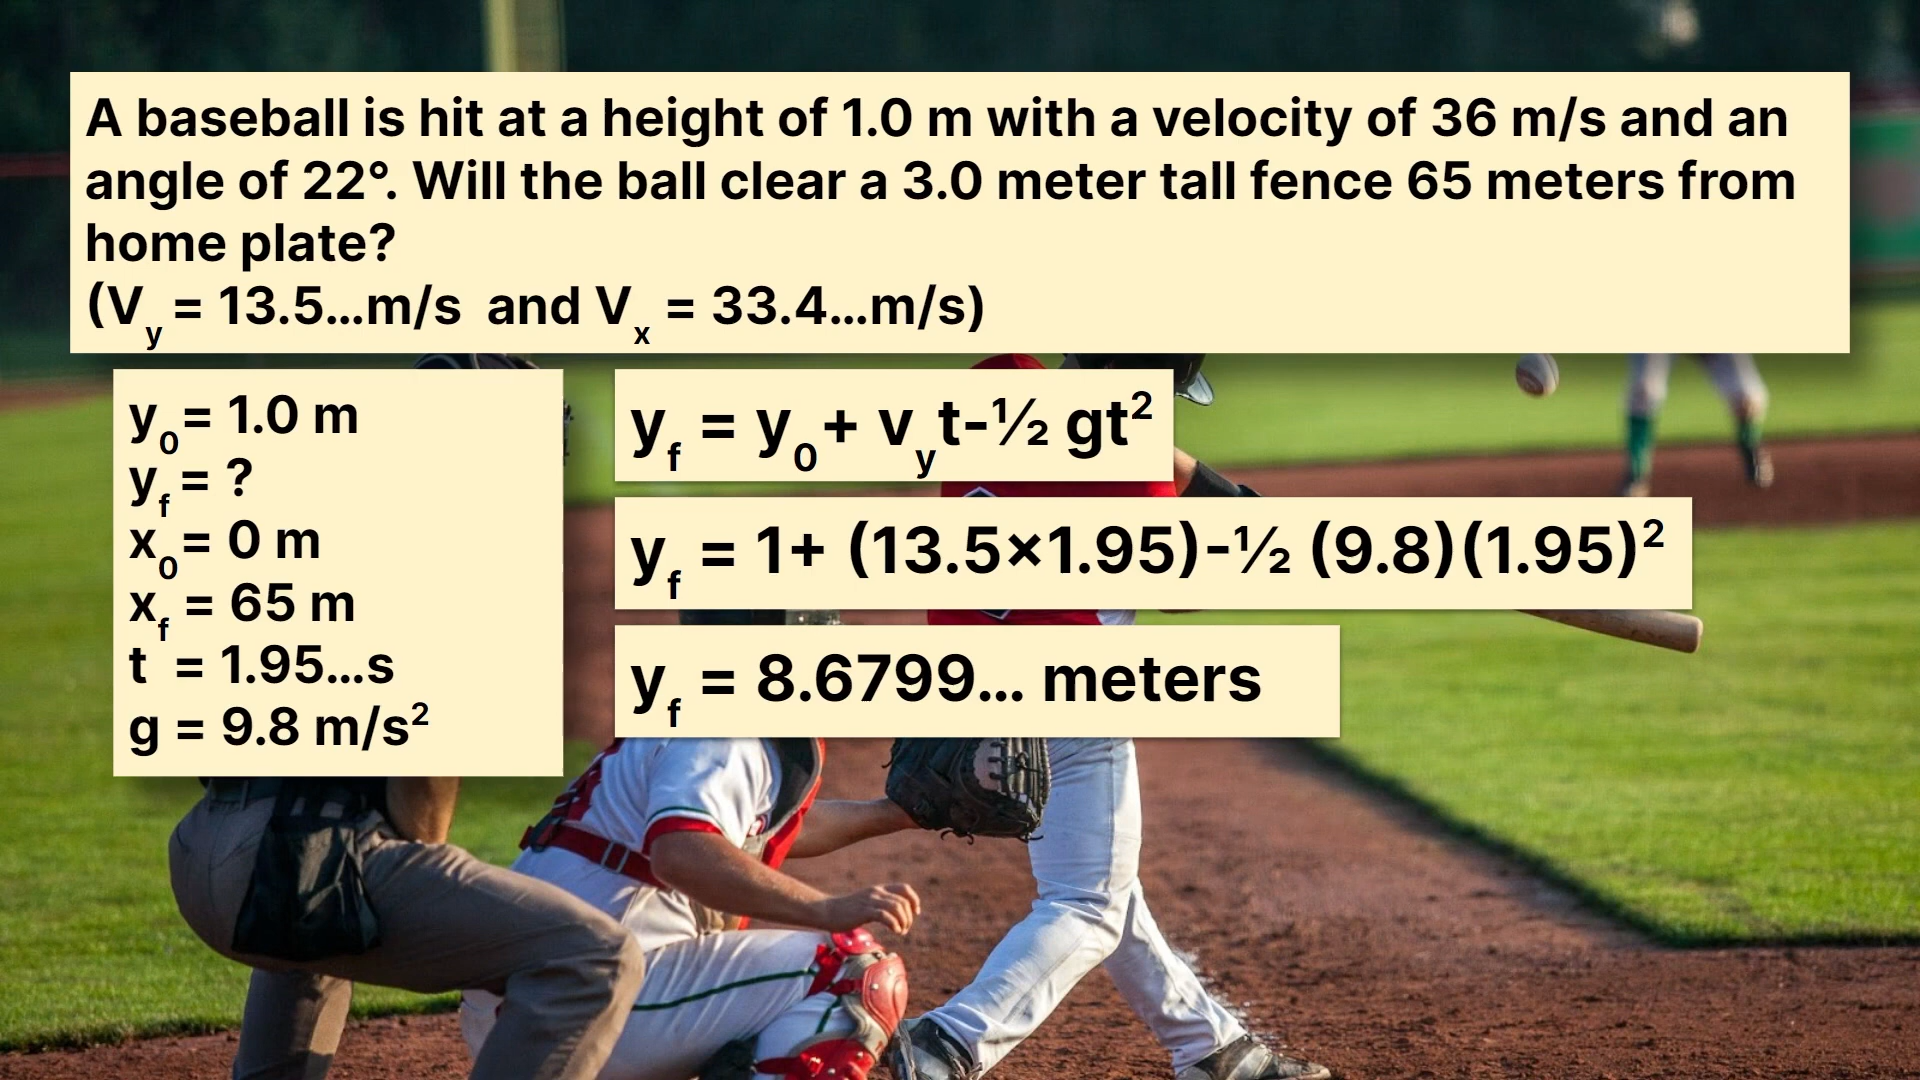 A baseball is hit at a height of 1.0 m with a velocity of 36 m/s and an
angle of 22°. Will the ball clear a 3.0 meter tall fence 65 meters from
home plate?
(Vy = 13.5...m/s and Vx = 33.4...m/s)
y0= 1.0 m
yf = ?
x0= 0 m
xf = 65 m
t = 1.95...s
g = 9.8 m/s²
yf = y0+ vyt-½ gt²
yf = 1+ (13.5×1.95)-½ (9.8)(1.95)²
yf = 8.6799... meters